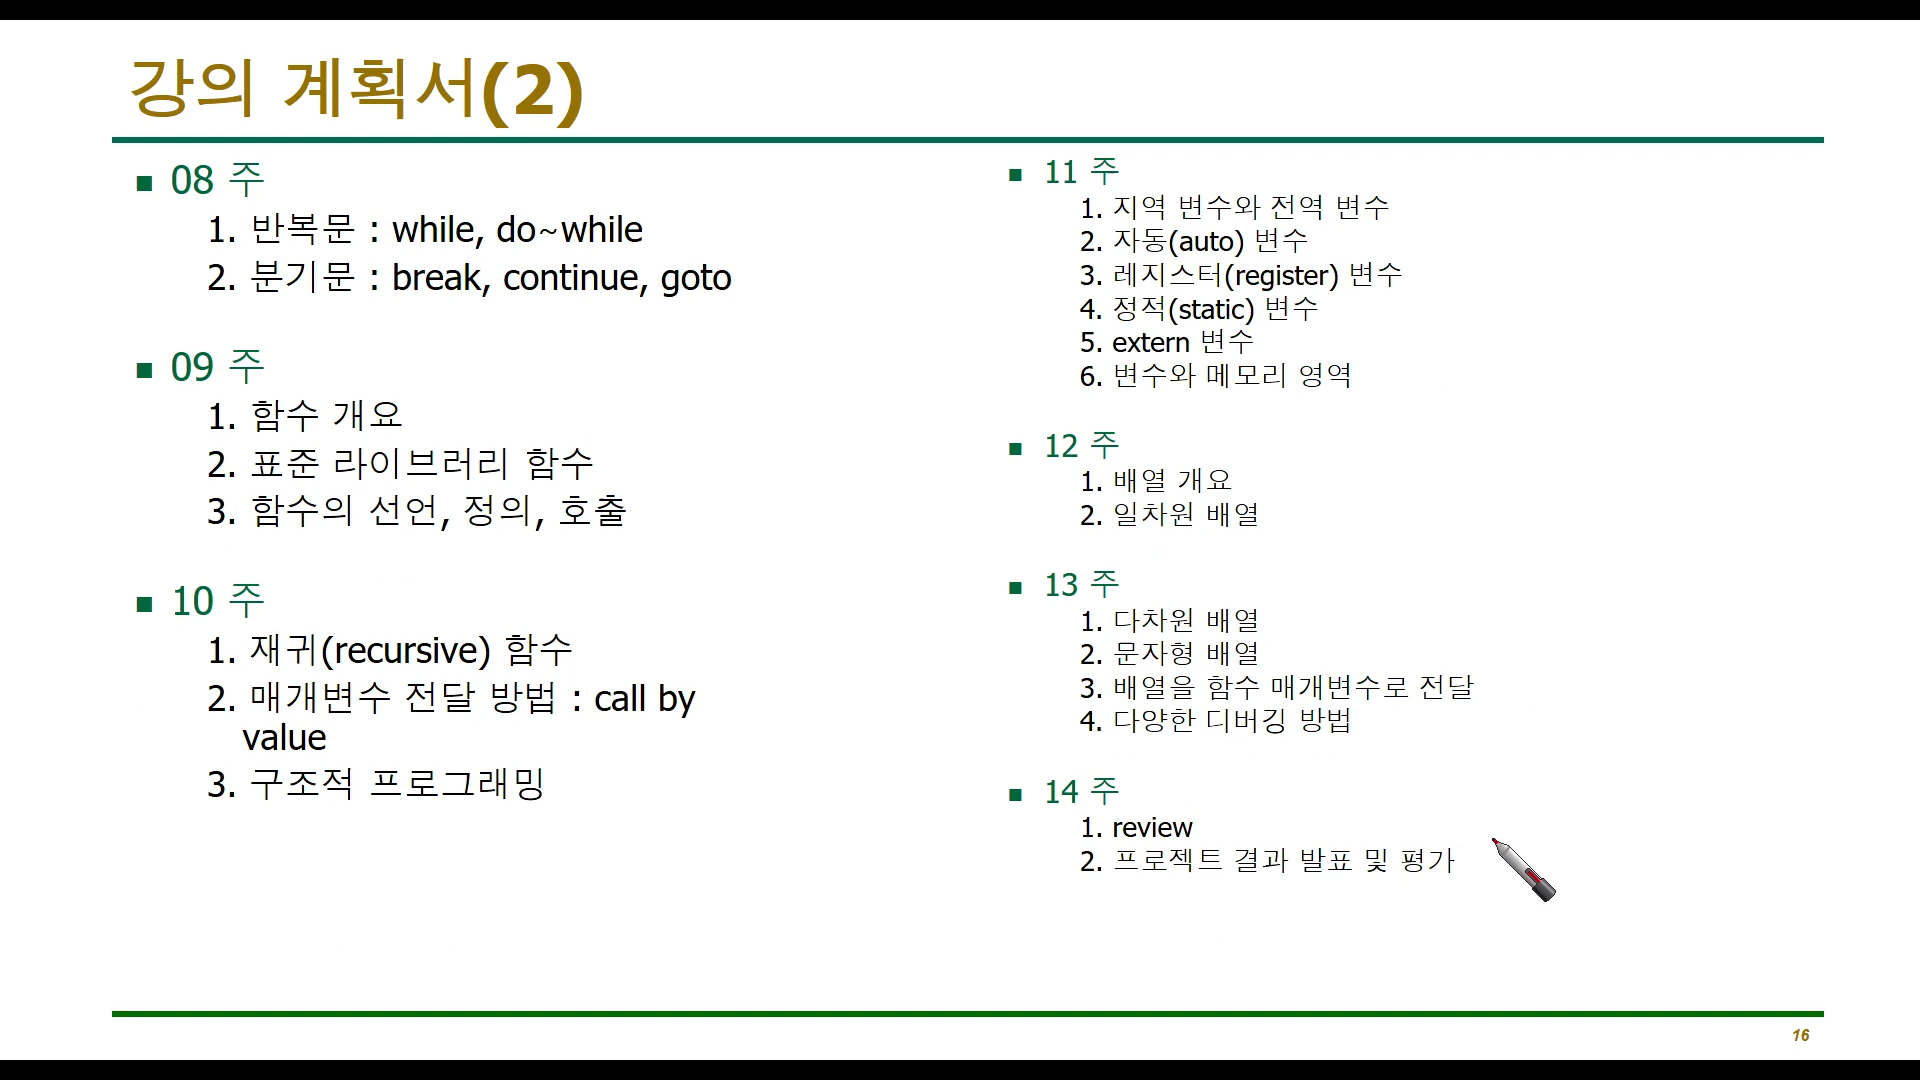 강의 계획서(2)
■ 08 주
1. 반복문 : while, do~while
2. 분기문 : break, continue, goto
■ 09 주
1. 함수 개요
2. 표준 라이브러리 함수
3. 함수의 선언, 정의, 호출
■ 10 주
1. 재귀(recursive) 함수
2. 매개변수 전달 방법 : call by
value
3. 구조적 프로그래밍
■ 11 주
1. 지역 변수와 전역 변수
2. 자동(auto) 변수
3. 레지스터(register) 변수
4. 정적(static) 변수
5. extern 변수
6. 변수와 메모리 영역
■ 12 주
1. 배열 개요
2. 일차원 배열
■ 13 주
1. 다차원 배열
2. 문자형 배열
3. 배열을 함수 매개변수로 전달
4. 다양한 디버깅 방법
■ 14 주
1. review
2. 프로젝트 결과 발표 및 평가
16